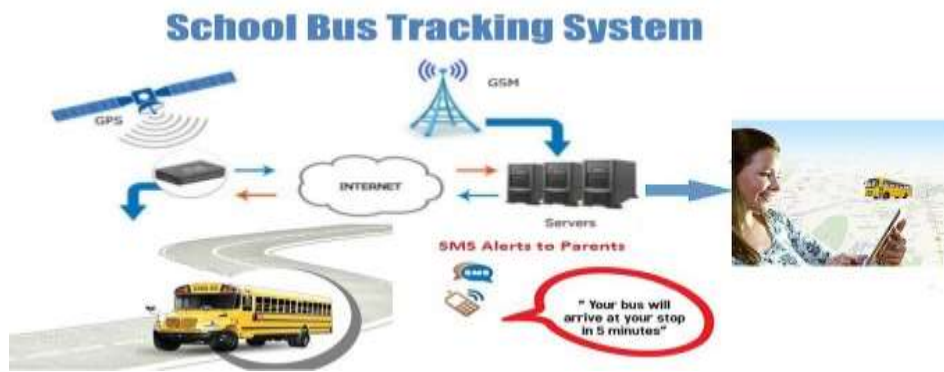 School Bus Tracking System
GSM
GPS
INTERNET
Servers
SMS Alerts to Parents
SMS
" Your bus will
arrive at your stop
in 5 minutes"